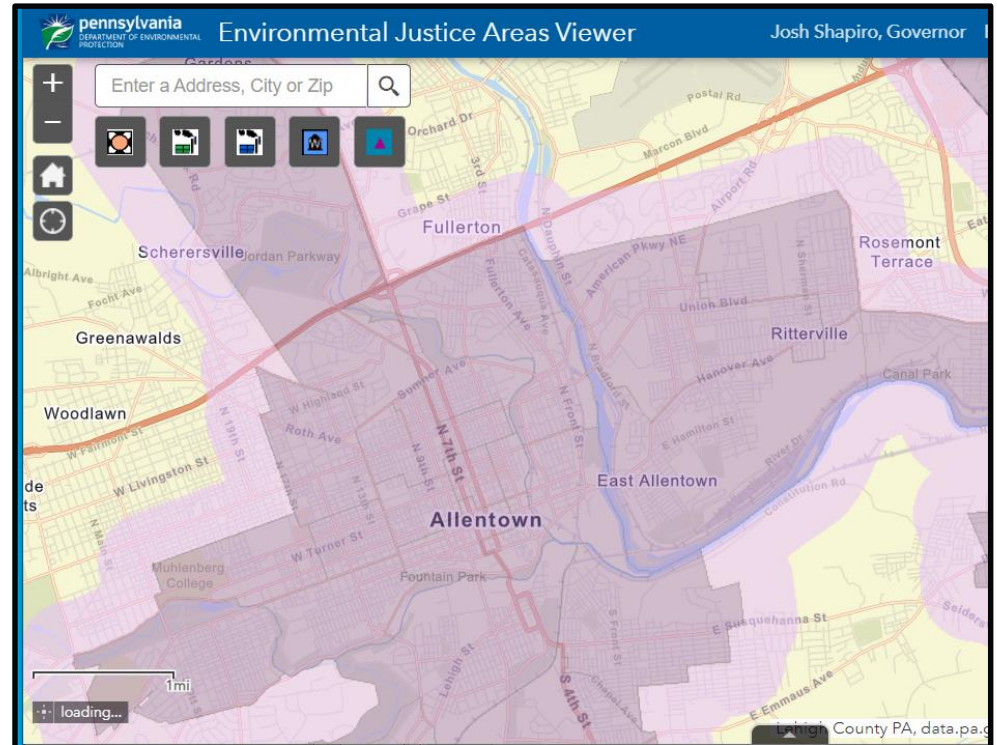 pennsylvania
DEPARTMENT OF ENVIRONMENTAL
PROTECTION
Environmental Justice Areas Viewer
Josh Shapiro, Governor
Gardens
+
Enter a Address, City or Zip
−
Postal Rd
Orchard Dr
Marcon Blvd
3rd St
W
Airport Rd
Grape St
Fullerton
N Dauphin St
Scherersville
Jordan Parkway
American Pkwy NE
N Sherman St
Rosemont
Terrace
Albright Ave
Fullerton Ave
Catasauqua Ave
Focht Ave
Union Blvd
Greenawalds
Ritterville
Sumner Ave
N Bradford St
Hanover Ave
Canal Park
W Highland St
Woodlawn
N 19th St
Roth Ave
N 7th St
N Front St
W Fairmont St
N 9th St
E Hamilton St
River Dr
W Livingston St
N 17th St
N 13th St
East Allentown
Constitution Rd
de
ts
N Main St
Allentown
W Turner St
Muhlenberg
College
Fountain Park
S Front St
E Susquehanna St
Seiders
Lehigh St
1mi
S 4th St
Chapel Ave
E Emmaus Ave
loading...
Lehigh County PA, data.pa.g